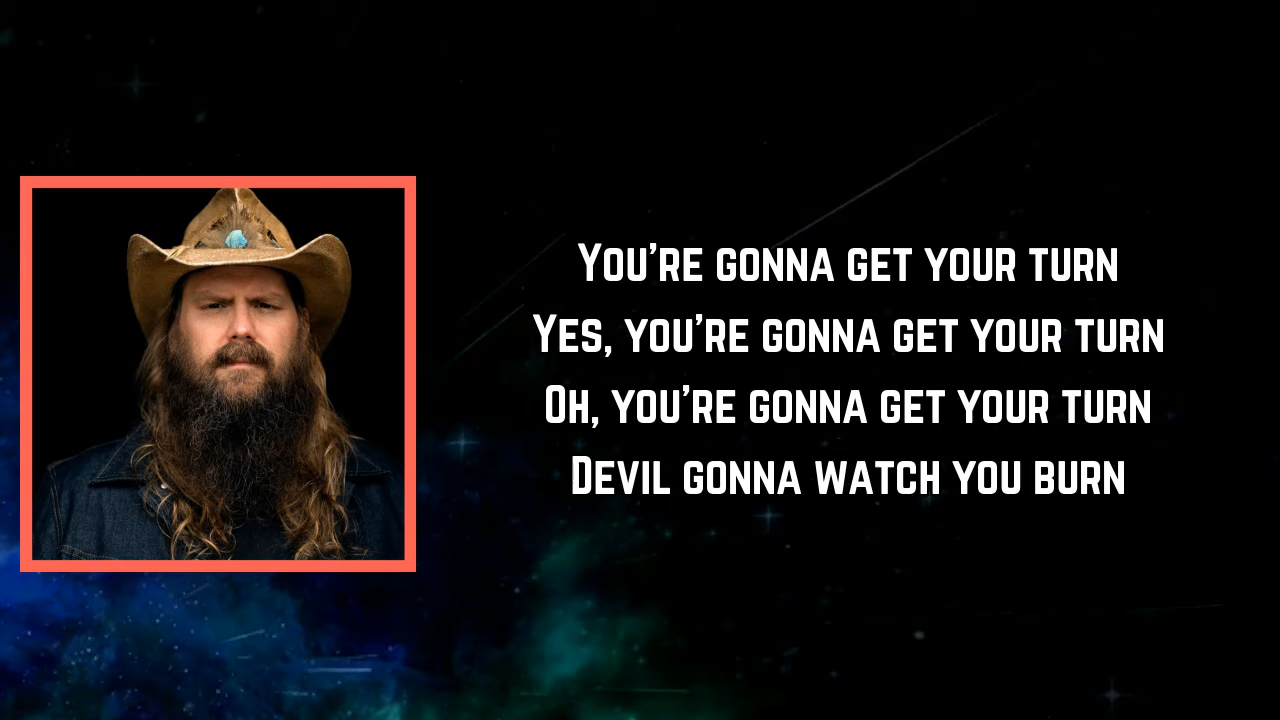 You're gonna get your turn
Yes, you're gonna get your turn
Oh, you're gonna get your turn
Devil gonna watch you burn